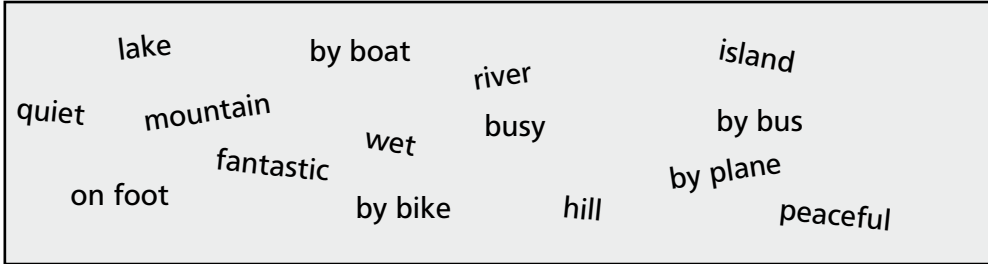 lake
by boat
river
island
quiet
mountain
wet
busy
by bus
fantastic
by plane
on foot
by bike
hill
peaceful